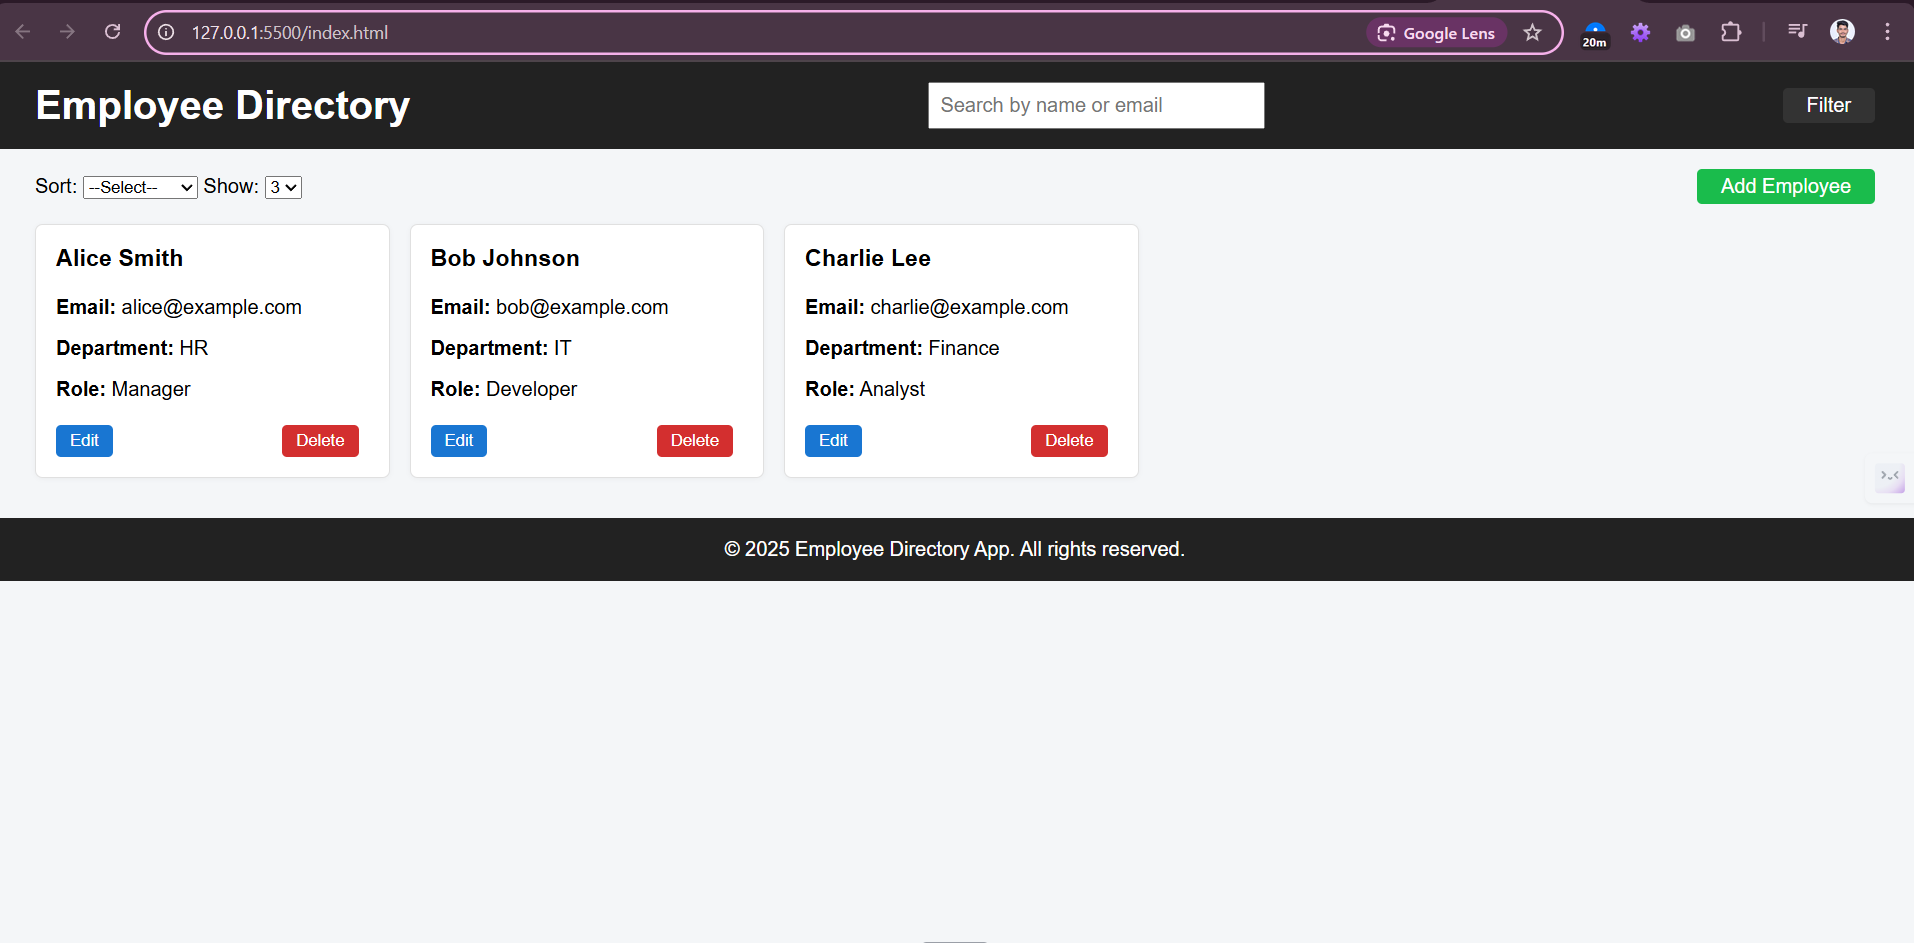 127.0.0.1:5500/index.html
Google Lens
20m
Employee Directory
Search by name or email
Filter
Sort: --Select-- Show: 3
Add Employee
Alice Smith
Email: alice@example.com
Department: HR
Role: Manager
Edit
Delete
Bob Johnson
Email: bob@example.com
Department: IT
Role: Developer
Edit
Delete
Charlie Lee
Email: charlie@example.com
Department: Finance
Role: Analyst
Edit
Delete
© 2025 Employee Directory App. All rights reserved.